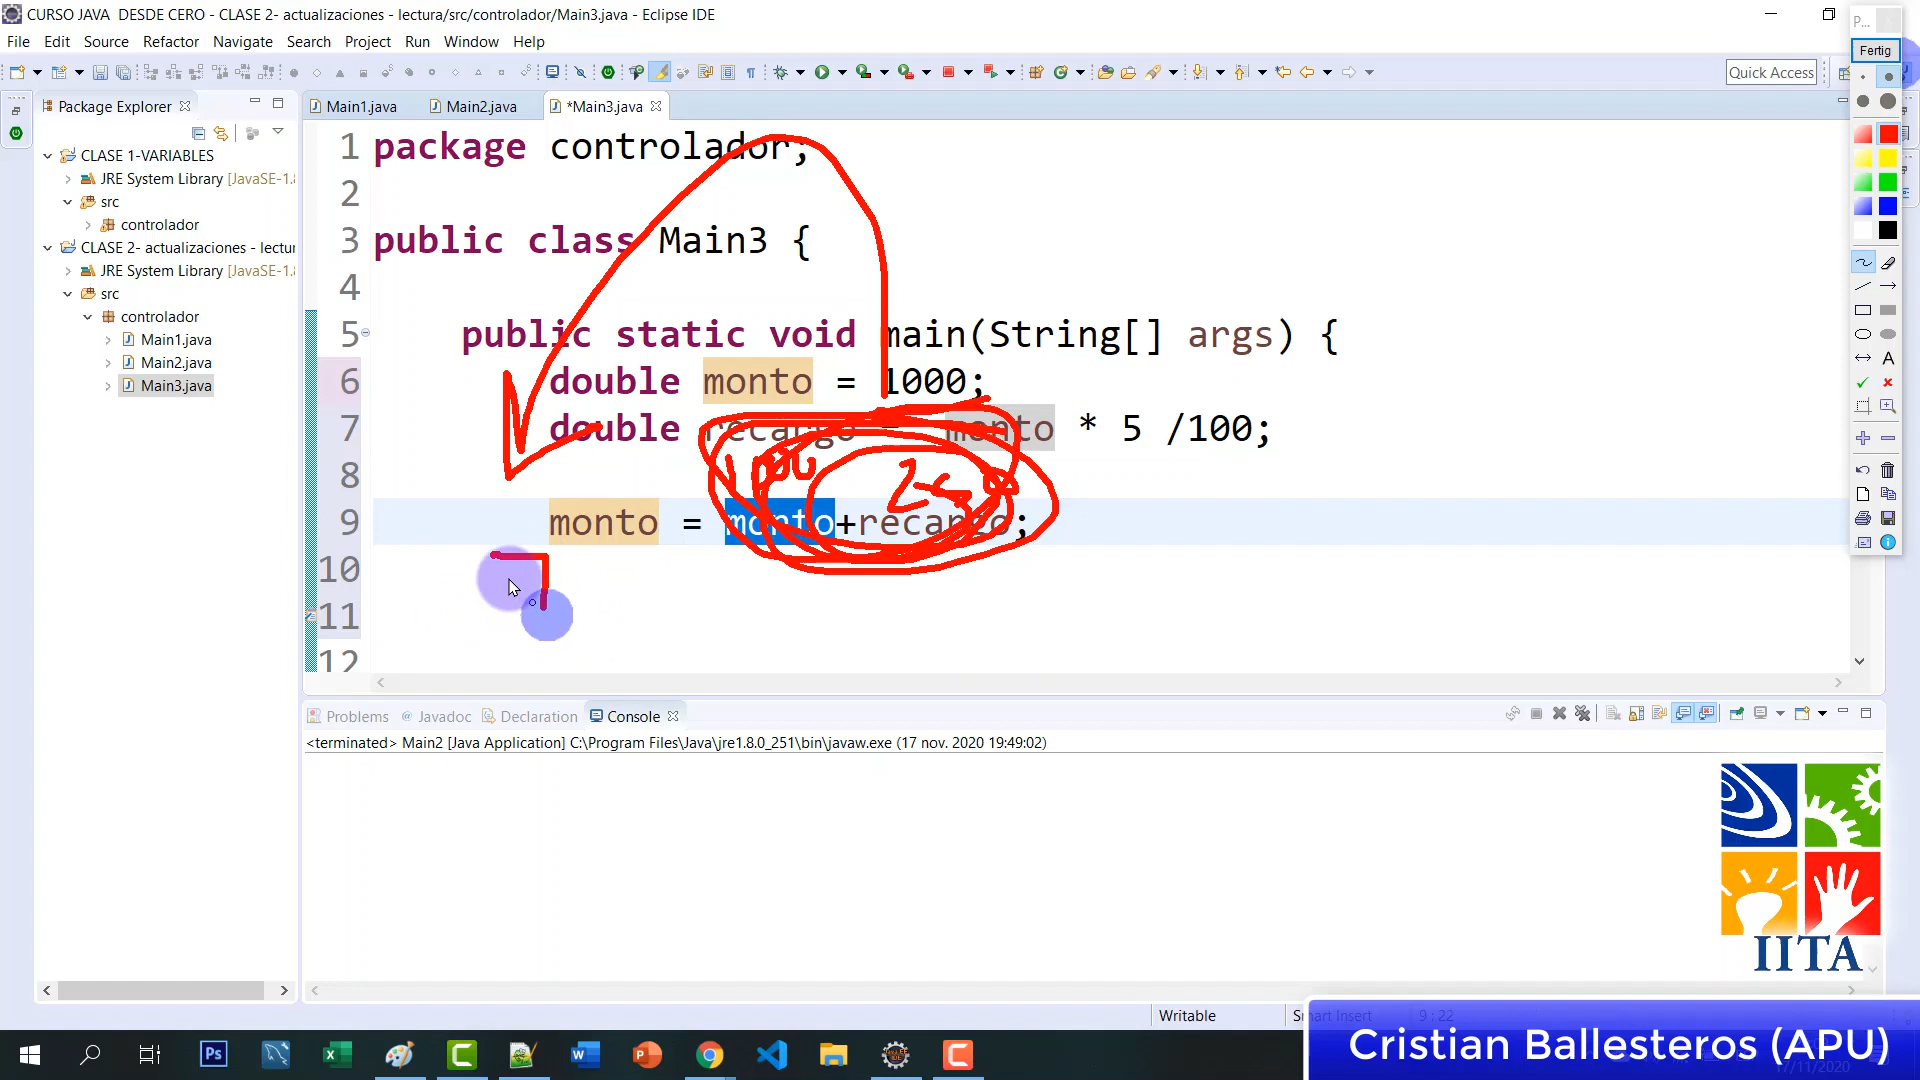 CURSO JAVA DESDE CERO - CLASE 2- actualizaciones - lectura/src/controlador/Main3.java - Eclipse IDE
P...
File Edit Source Refactor Navigate Search Project Run Window Help
Fertig
Quick Access
Package Explorer
Main1.java
Main2.java
*Main3.java
CLASE 1-VARIABLES
JRE System Library [JavaSE-1.8
src
controlador
CLASE 2- actualizaciones - lectur
JRE System Library [JavaSE-1.8
src
controlador
Main1.java
Main2.java
Main3.java
1 package controlador;
2
3 public class Main3 {
4
5 public static void main(String[] args) {
6 double monto = 1000;
7 double recargo = monto * 5 /100;
8
9 monto = monto+recargo;
10
11
12
Problems @ Javadoc Declaration Console
<terminated> Main2 [Java Application] C:\Program Files\Java\jre1.8.0_251\bin\javaw.exe (17 nov. 2020 19:49:02)
IITA
Writable
Smart Insert
9 : 22
Cristian Ballesteros (APU)
17/11/2020